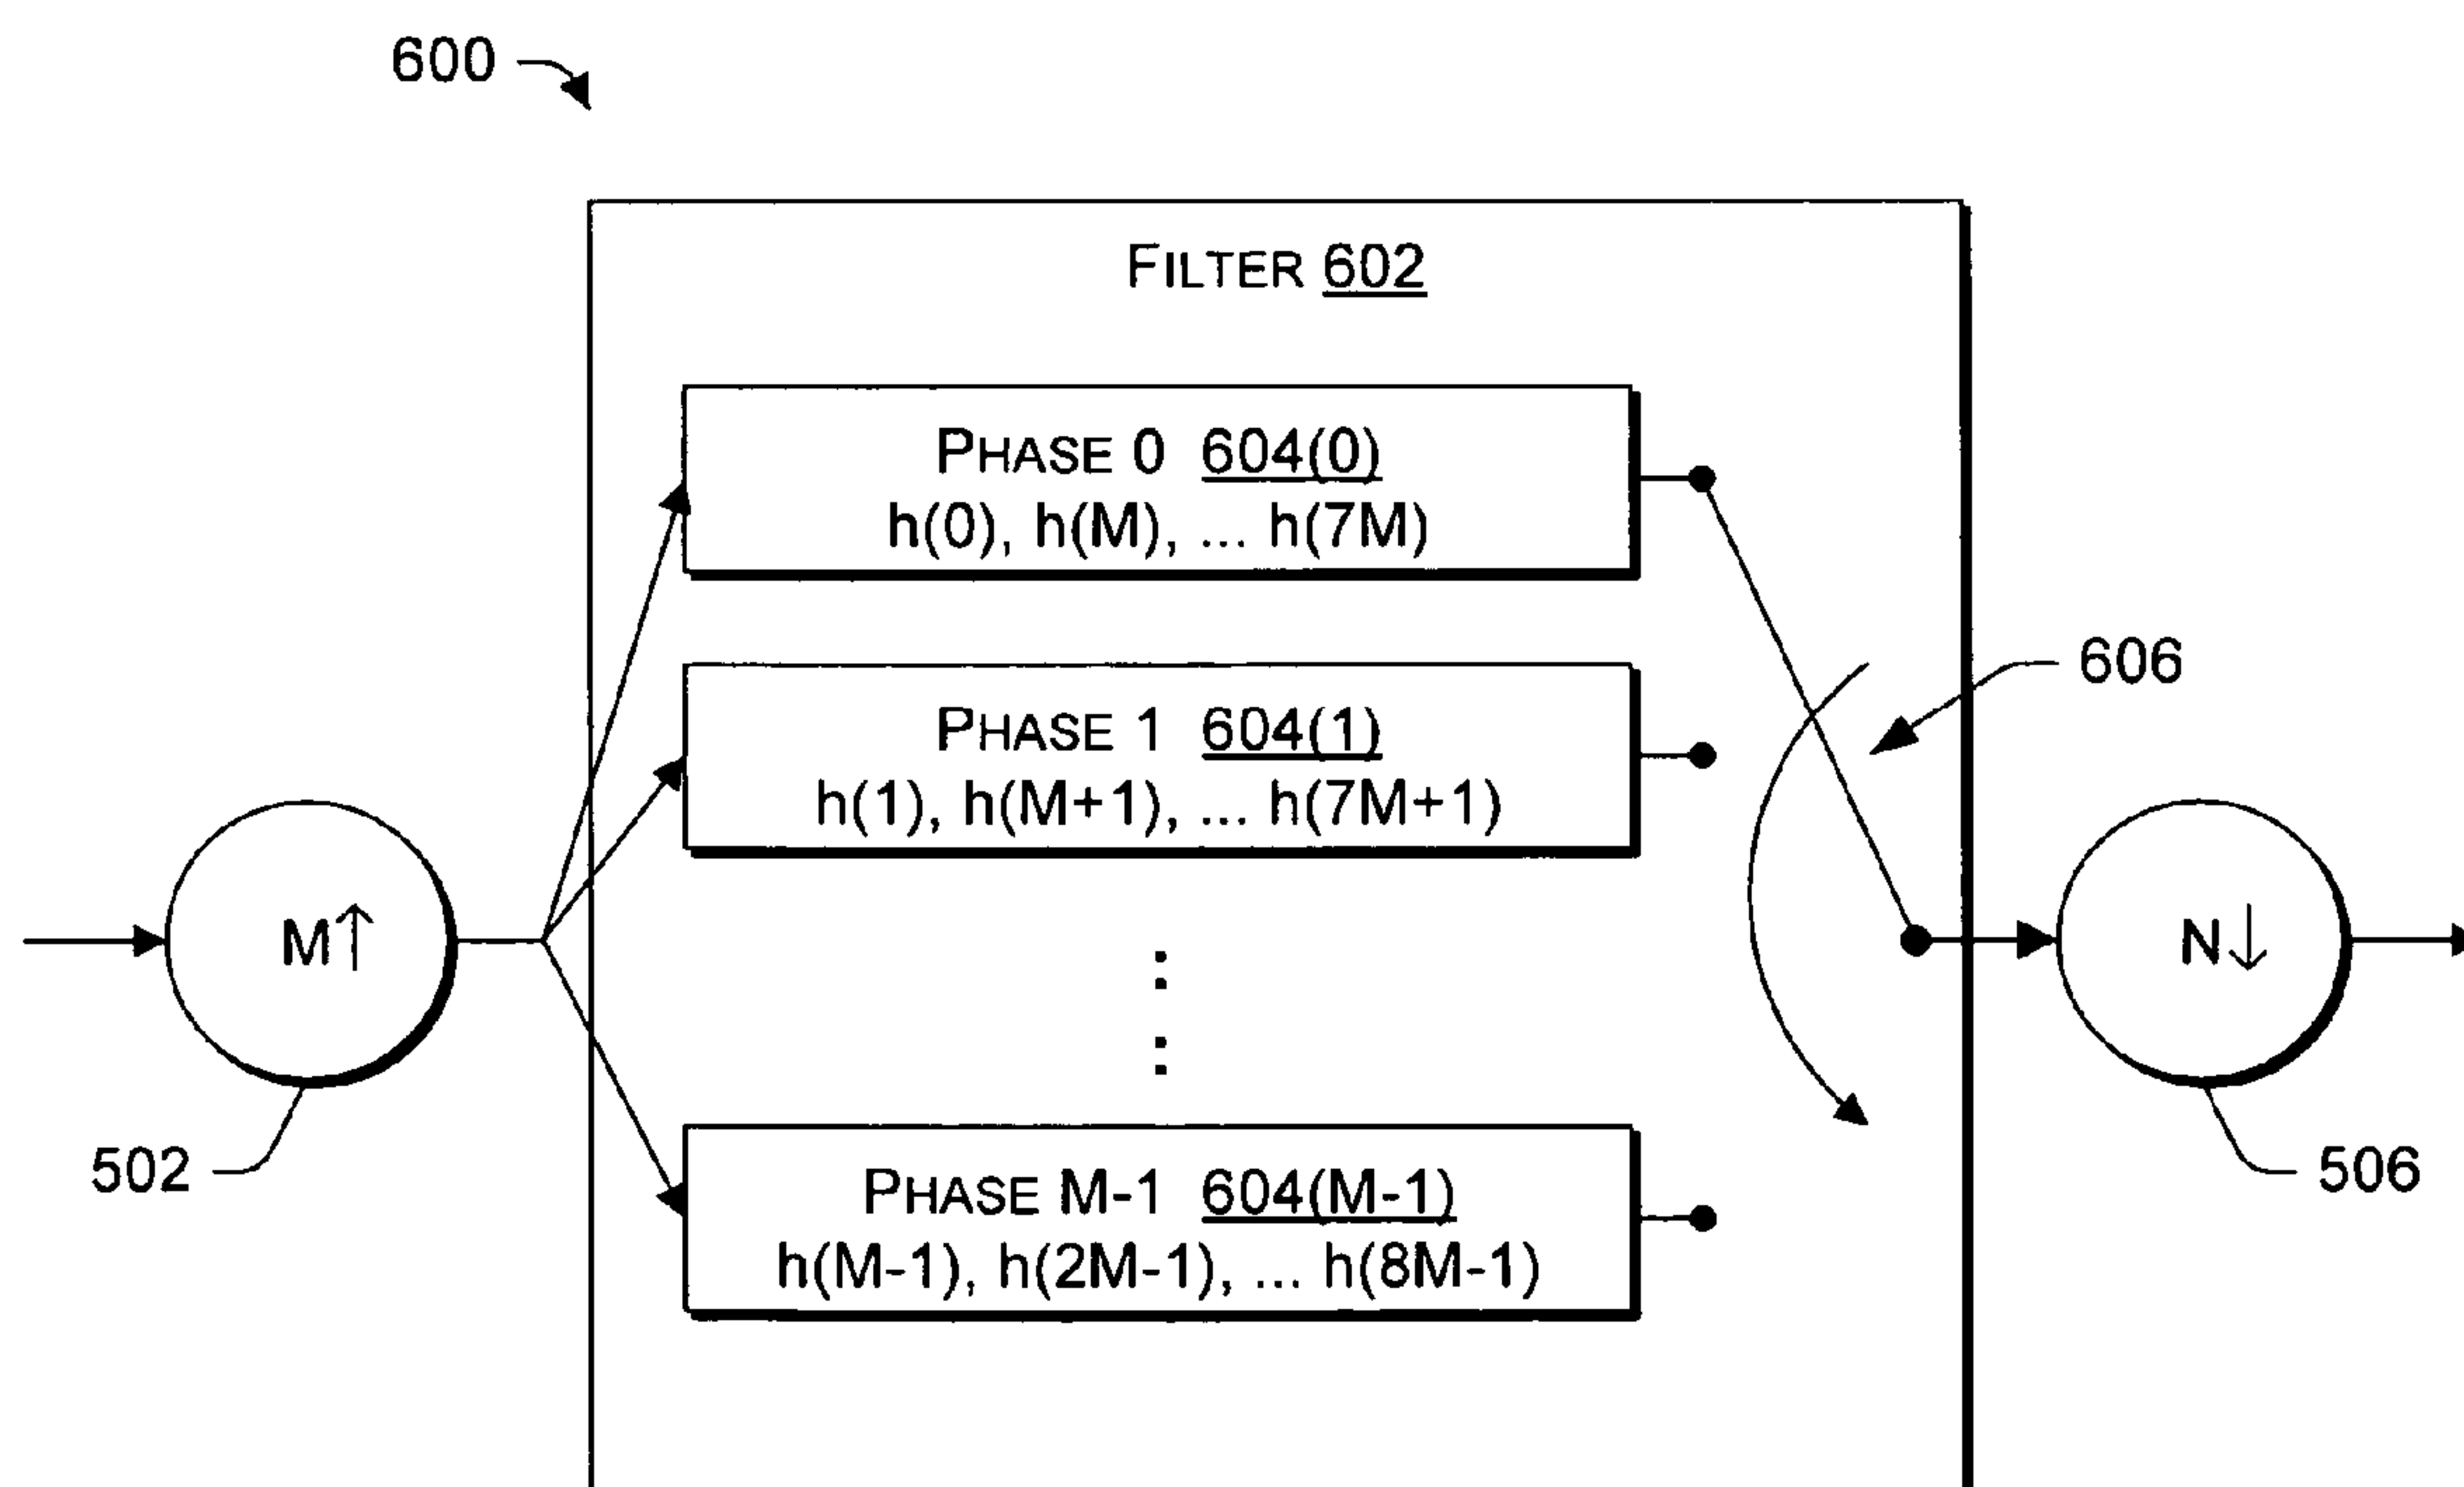 600
FILTER 602
PHASE 0 604(0)
h(0), h(M), ... h(7M)
606
PHASE 1 604(1)
h(1), h(M+1), ... h(7M+1)
M↑
N↓
502
506
PHASE M-1 604(M-1)
h(M-1), h(2M-1), ... h(8M-1)